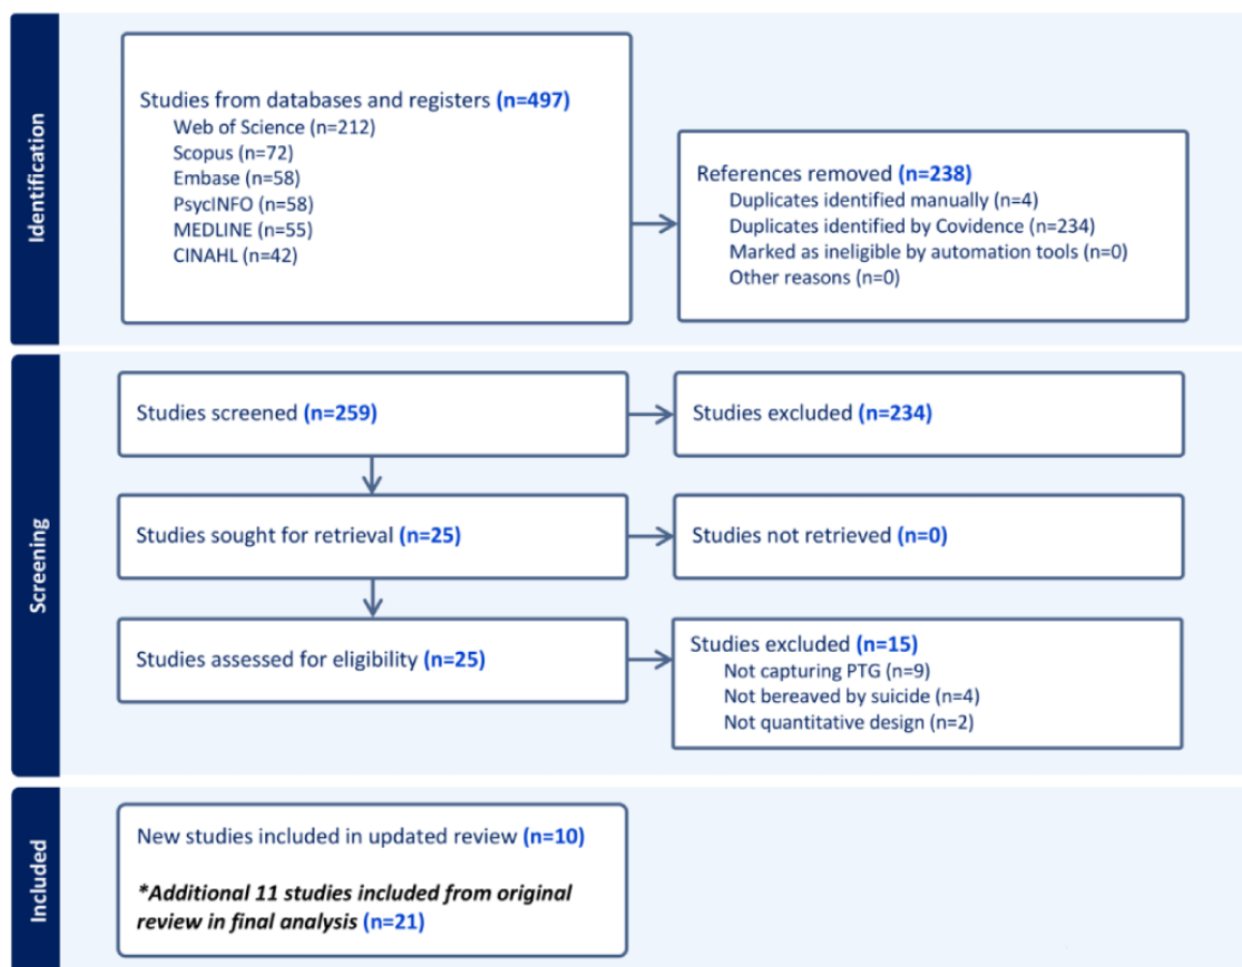 Identification
Studies from databases and registers (n=497)
Web of Science (n=212)
Scopus (n=72)
Embase (n=58)
PsycINFO (n=58)
MEDLINE (n=55)
CINAHL (n=42)
References removed (n=238)
Duplicates identified manually (n=4)
Duplicates identified by Covidence (n=234)
Marked as ineligible by automation tools (n=0)
Other reasons (n=0)
Screening
Studies screened (n=259)
Studies excluded (n=234)
Studies sought for retrieval (n=25)
Studies not retrieved (n=0)
Studies assessed for eligibility (n=25)
Studies excluded (n=15)
Not capturing PTG (n=9)
Not bereaved by suicide (n=4)
Not quantitative design (n=2)
Included
New studies included in updated review (n=10)
*Additional 11 studies included from original
review in final analysis (n=21)